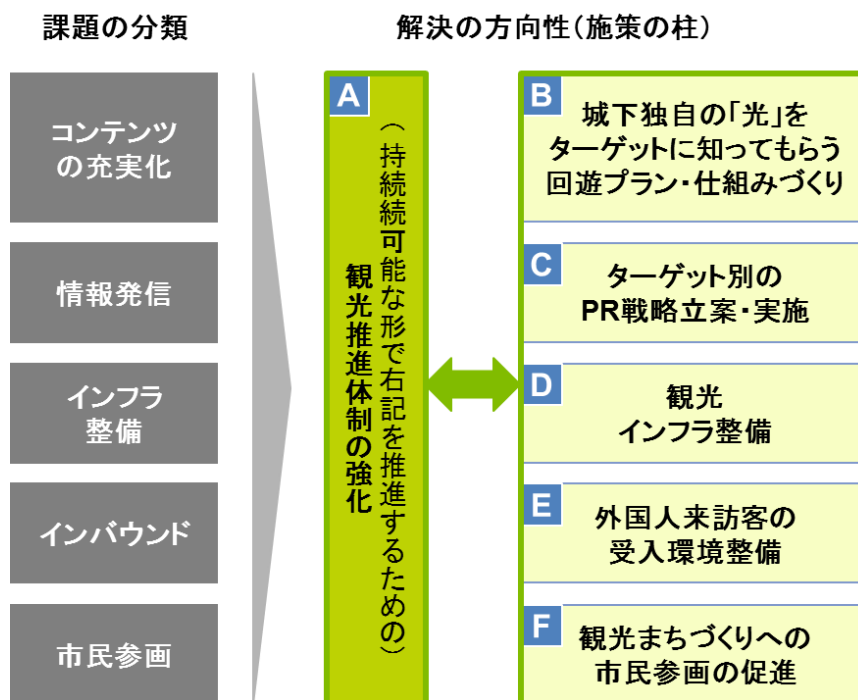 課題の分類
解決の方向性(施策の柱)
コンテンツ
の充実化
情報発信
インフラ
整備
インバウンド
市民参画
A
(持続続可能な形で右記を推進するための)
観光推進体制の強化
B
城下独自の「光」を
ターゲットに知ってもらう
回遊プラン・仕組みづくり
C
ターゲット別の
PR戦略立案・実施
D
観光
インフラ整備
E
外国人来訪客の
受入環境整備
F
観光まちづくりへの
市民参画の促進